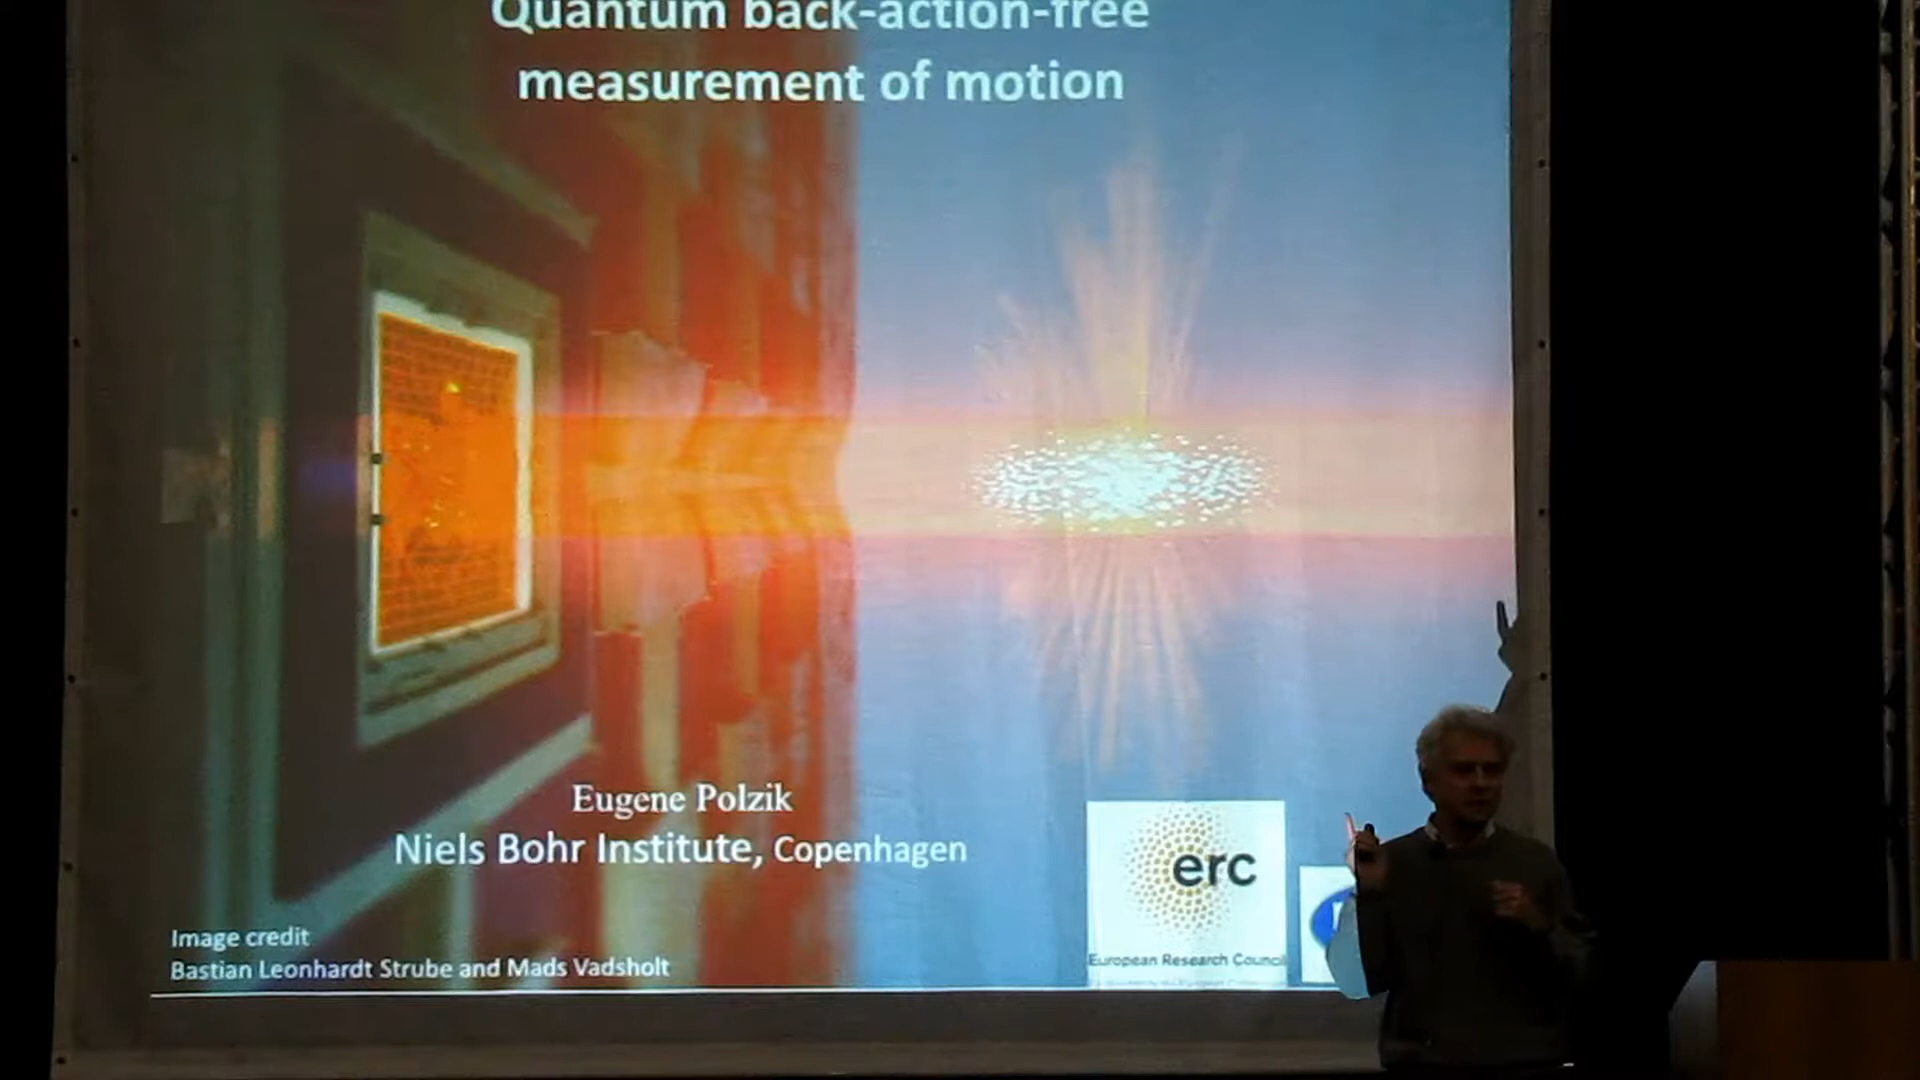 Quantum back-action-free
measurement of motion
Eugene Polzik
Niels Bohr Institute, Copenhagen
Image credit
Bastian Leonhardt Strube and Mads Vadsholt
erc
European Research Council